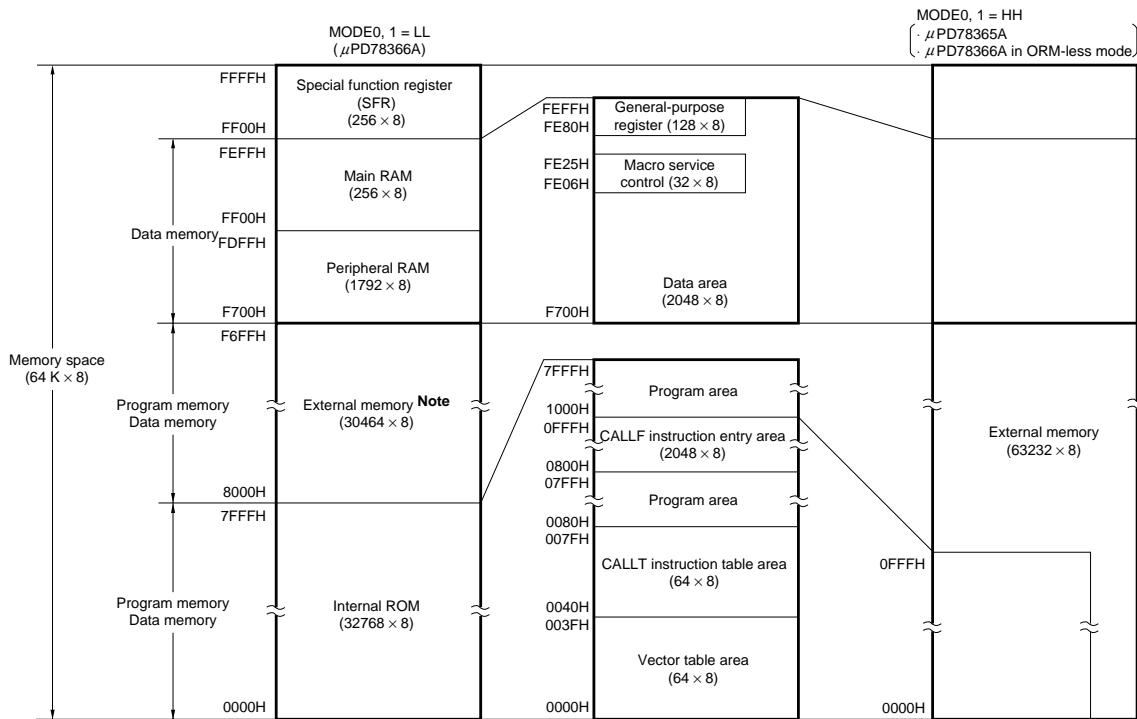 MODE0, 1 = LL
(μPD78366A)
MODE0, 1 = HH
· μPD78365A
· μPD78366A in ORM-less mode
Memory space
(64 K × 8)
Data memory
Program memory
Data memory
Program memory
Data memory
FFFFH
Special function register
(SFR)
(256 × 8)
FF00H
FEFFH
Main RAM
(256 × 8)
FF00H
FDFFH
Peripheral RAM
(1792 × 8)
F700H
F6FFH
External memory Note
(30464 × 8)
8000H
7FFFH
Internal ROM
(32768 × 8)
0000H
FEFFH
General-purpose
register (128 × 8)
FE80H
FE25H
Macro service
control (32 × 8)
FE06H
Data area
(2048 × 8)
F700H
7FFFH
Program area
1000H
0FFFH
CALLF instruction entry area
(2048 × 8)
0800H
07FFH
Program area
0080H
007FH
CALLT instruction table area
(64 × 8)
0040H
003FH
Vector table area
(64 × 8)
0000H
External memory
(63232 × 8)
0FFFH
0000H